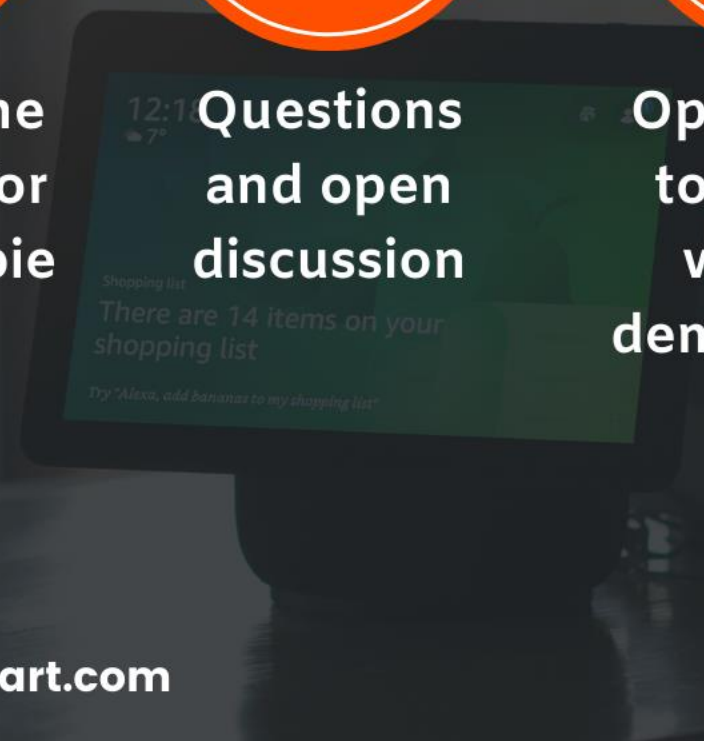 ne
or
bie
Questions
and open
discussion
Op
to
v
dem
12:18
7°
Shopping list
There are 14 items on your
shopping list
Try "Alexa, add bananas to my shopping list"
art.com